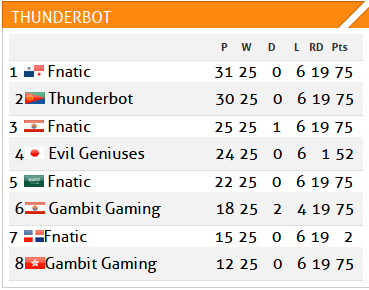 THUNDERBOT
P W D L RD Pts
1 Fnatic 31 25 0 6 19 75
2 Thunderbot 30 25 0 6 19 75
3 Fnatic 25 25 1 6 19 75
4 Evil Geniuses 24 25 0 6 1 52
5 Fnatic 22 25 0 6 19 75
6 Gambit Gaming 18 25 2 4 19 75
7 Fnatic 15 25 0 6 19 2
8 Gambit Gaming 12 25 0 6 19 75